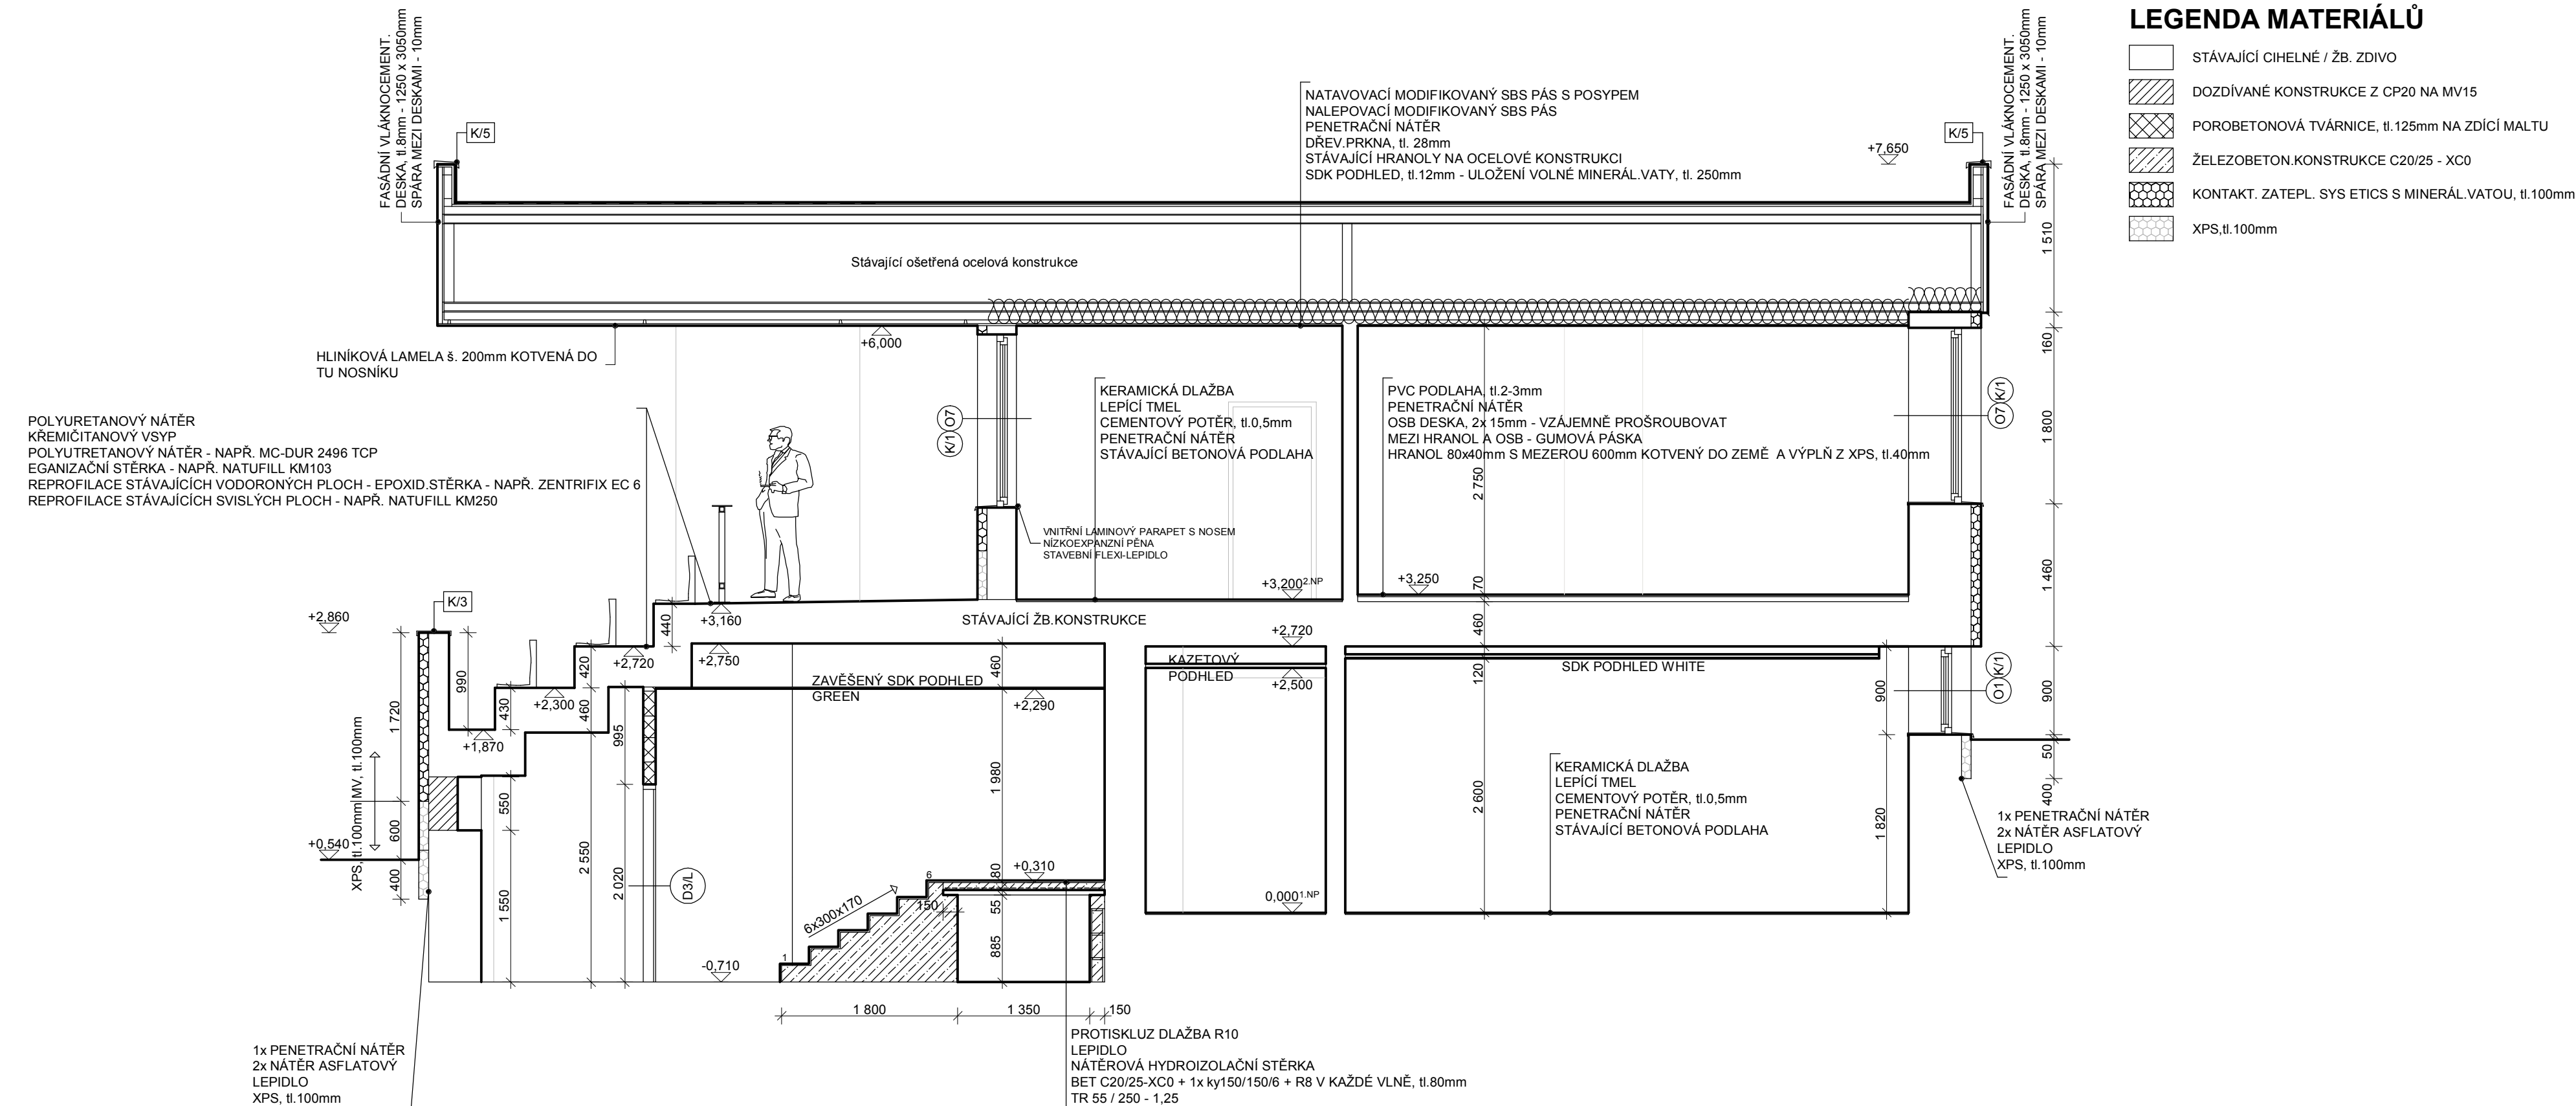 LEGENDA MATERIÁLŮ
STÁVAJÍCÍ CIHELNÉ / ŽB. ZDIVO
DOZDÍVANÉ KONSTRUKCE Z CP20 NA MV15
POROBETONOVÁ TVÁRNICE, tl.125mm NA ZDÍCÍ MALTU
ŽELEZOBETON.KONSTRUKCE C20/25 - XC0
KONTAKT. ZATEPL. SYS ETICS S MINERÁL.VATOU, tl.100mm
XPS,tl.100mm
FASÁDNÍ VLÁKNOCEMENT.
DESKA, tl.8mm - 1250 x 3050mm
SPÁRA MEZI DESKAMI - 10mm
K/5
NATAVOVACÍ MODIFIKOVANÝ SBS PÁS S POSYPEM
NALEPOVACÍ MODIFIKOVANÝ SBS PÁS
PENETRAČNÍ NÁTĚR
DŘEV.PRKNA, tl. 28mm
STÁVAJÍCÍ HRANOLY NA OCELOVÉ KONSTRUKCI
SDK PODHLED, tl.12mm - ULOŽENÍ VOLNÉ MINERÁL.VATY, tl. 250mm
+7,650
K/5
FASÁDNÍ VLÁKNOCEMENT.
DESKA, tl.8mm - 1250 x 3050mm
SPÁRA MEZI DESKAMI - 10mm
1 510
Stávající ošetřená ocelová konstrukce
+6,000
160
HLINÍKOVÁ LAMELA š. 200mm KOTVENÁ DO
TU NOSNÍKU
POLYURETANOVÝ NÁTĚR
KŘEMIČITANOVÝ VSYP
POLYUTRETANOVÝ NÁTĚR - NAPŘ. MC-DUR 2496 TCP
EGANIZAČNÍ STĚRKA - NAPŘ. NATUFILL KM103
REPROFILACE STÁVAJÍCÍCH VODORONÝCH PLOCH - EPOXID.STĚRKA - NAPŘ. ZENTRIFIX EC 6
REPROFILACE STÁVAJÍCÍCH SVISLÝCH PLOCH - NAPŘ. NATUFILL KM250
K/1 O7
KERAMICKÁ DLAŽBA
LEPÍCÍ TMEL
CEMENTOVÝ POTĚR, tl.0,5mm
PENETRAČNÍ NÁTĚR
STÁVAJÍCÍ BETONOVÁ PODLAHA
PVC PODLAHA, tl.2-3mm
PENETRAČNÍ NÁTĚR
OSB DESKA, 2x 15mm - VZÁJEMNĚ PROŠROUBOVAT
MEZI HRANOL A OSB - GUMOVÁ PÁSKA
HRANOL 80x40mm S MEZEROU 600mm KOTVENÝ DO ZEMĚ A VÝPLŇ Z XPS, tl.40mm
O7 K/1
1 800
2 750
VNITŘNÍ LAMINOVÝ PARAPET S NOSEM
NÍZKOEXPANZNÍ PĚNA
STAVEBNÍ FLEXI-LEPIDLO
+3,200 2.NP
+3,250
70
1 460
K/3
+2,860
+3,160
440
STÁVAJÍCÍ ŽB.KONSTRUKCE
+2,720
460
990
+2,720
+2,750
420
460
KAZETOVÝ
PODHLED
+2,500
120
SDK PODHLED WHITE
O1 K/1
900
900
ZAVĚŠENÝ SDK PODHLED
GREEN
+2,290
+2,300
430
460
1 720
+1,870
995
50
400
XPS, tl.100mm MV, tl.100mm
550
600
1 980
2 600
1 820
KERAMICKÁ DLAŽBA
LEPÍCÍ TMEL
CEMENTOVÝ POTĚR, tl.0,5mm
PENETRAČNÍ NÁTĚR
STÁVAJÍCÍ BETONOVÁ PODLAHA
1x PENETRAČNÍ NÁTĚR
2x NÁTĚR ASFLATOVÝ
LEPIDLO
XPS, tl.100mm
+0,540
400
2 550
2 020
1 550
D3/L
6
80
+0,310
0,000 1.NP
6x300x170
150
55
885
1
-0,710
1 800
1 350
150
PROTISKLUZ DLAŽBA R10
LEPIDLO
NÁTĚROVÁ HYDROIZOLAČNÍ STĚRKA
BET C20/25-XC0 + 1x ky150/150/6 + R8 V KAŽDÉ VLNĚ, tl.80mm
TR 55 / 250 - 1,25
1x PENETRAČNÍ NÁTĚR
2x NÁTĚR ASFLATOVÝ
LEPIDLO
XPS, tl.100mm